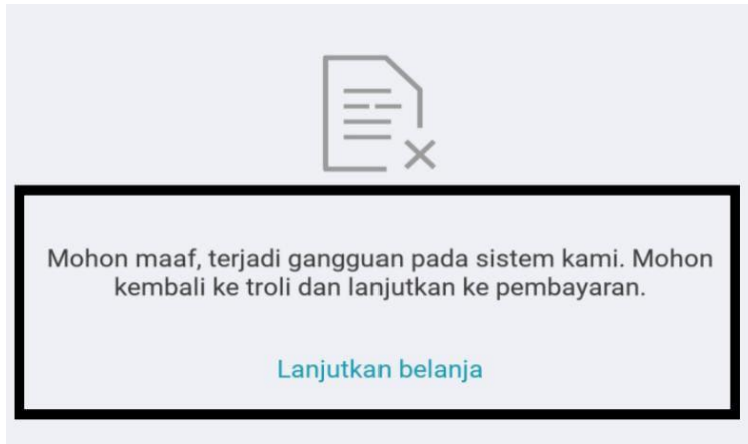 Mohon maaf, terjadi gangguan pada sistem kami. Mohon
kembali ke troli dan lanjutkan ke pembayaran.
Lanjutkan belanja